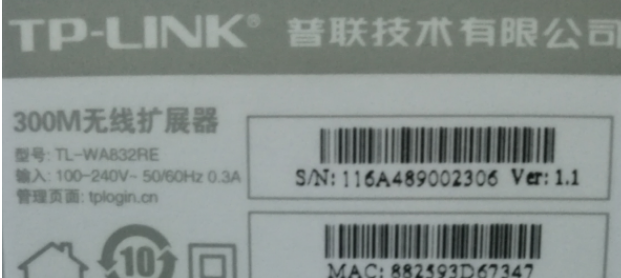 TP-LINK® 普联技术有限公司
300M无线扩展器
型号: TL-WA832RE
输入: 100-240V~ 50/60Hz 0.3A
管理页面: tplogin.cn
S/N: 116A489002306 Ver: 1.1
10
MAC: 882593D67347